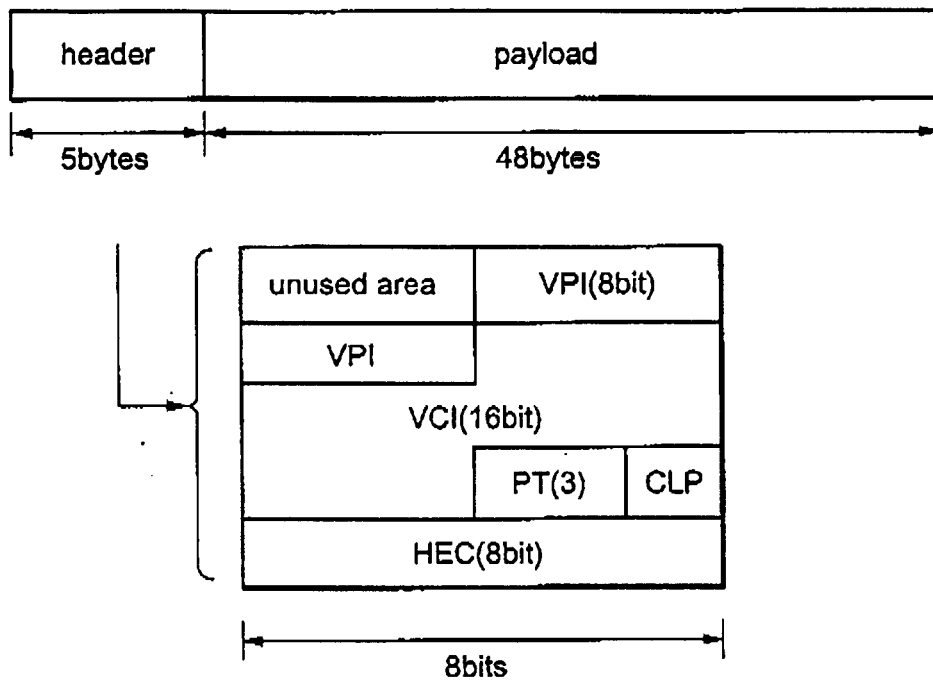 header payload
5bytes 48bytes
unused area VPI(8bit)
VPI
VCI(16bit)
PT(3) CLP
HEC(8bit)
8bits